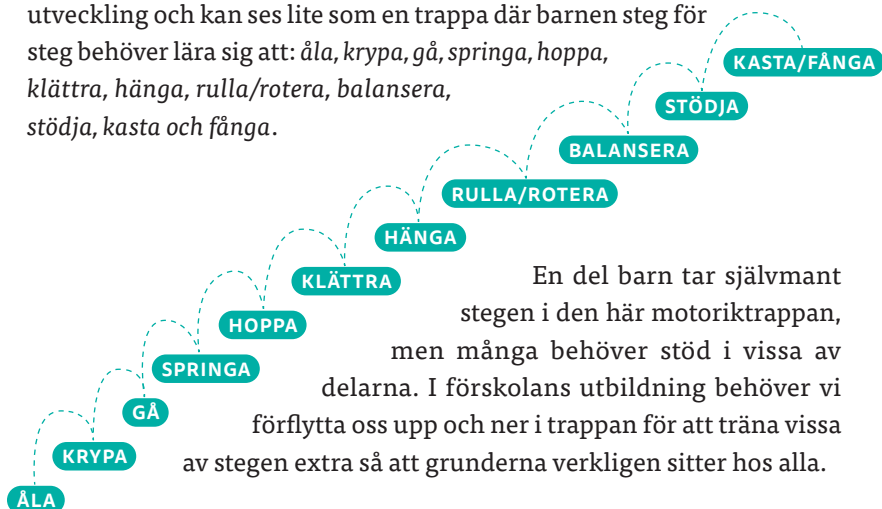 utveckling och kan ses lite som en trappa där barnen steg för
steg behöver lära sig att: åla, krypa, gå, springa, hoppa,
klättra, hänga, rulla/rotera, balansera,
stödja, kasta och fånga.
KASTA/FÅNGA
STÖDJA
BALANSERA
RULLA/ROTERA
HÄNGA
KLÄTTRA
HOPPA
SPRINGA
GÅ
KRYPA
ÅLA
En del barn tar självmant
stegen i den här motoriktrappan,
men många behöver stöd i vissa av
delarna. I förskolans utbildning behöver vi
förflytta oss upp och ner i trappan för att träna vissa
av stegen extra så att grunderna verkligen sitter hos alla.